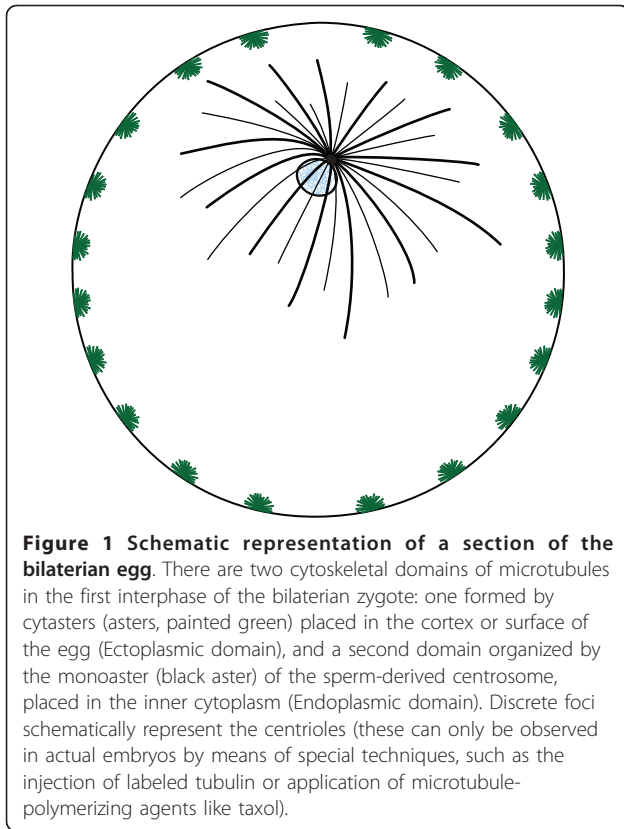 Figure 1 Schematic representation of a section of the
bilaterian egg. There are two cytoskeletal domains of microtubules
in the first interphase of the bilaterian zygote: one formed by
cytasters (asters, painted green) placed in the cortex or surface of
the egg (Ectoplasmic domain), and a second domain organized by
the monoaster (black aster) of the sperm-derived centrosome,
placed in the inner cytoplasm (Endoplasmic domain). Discrete foci
schematically represent the centrioles (these can only be observed
in actual embryos by means of special techniques, such as the
injection of labeled tubulin or application of microtubule-
polymerizing agents like taxol).